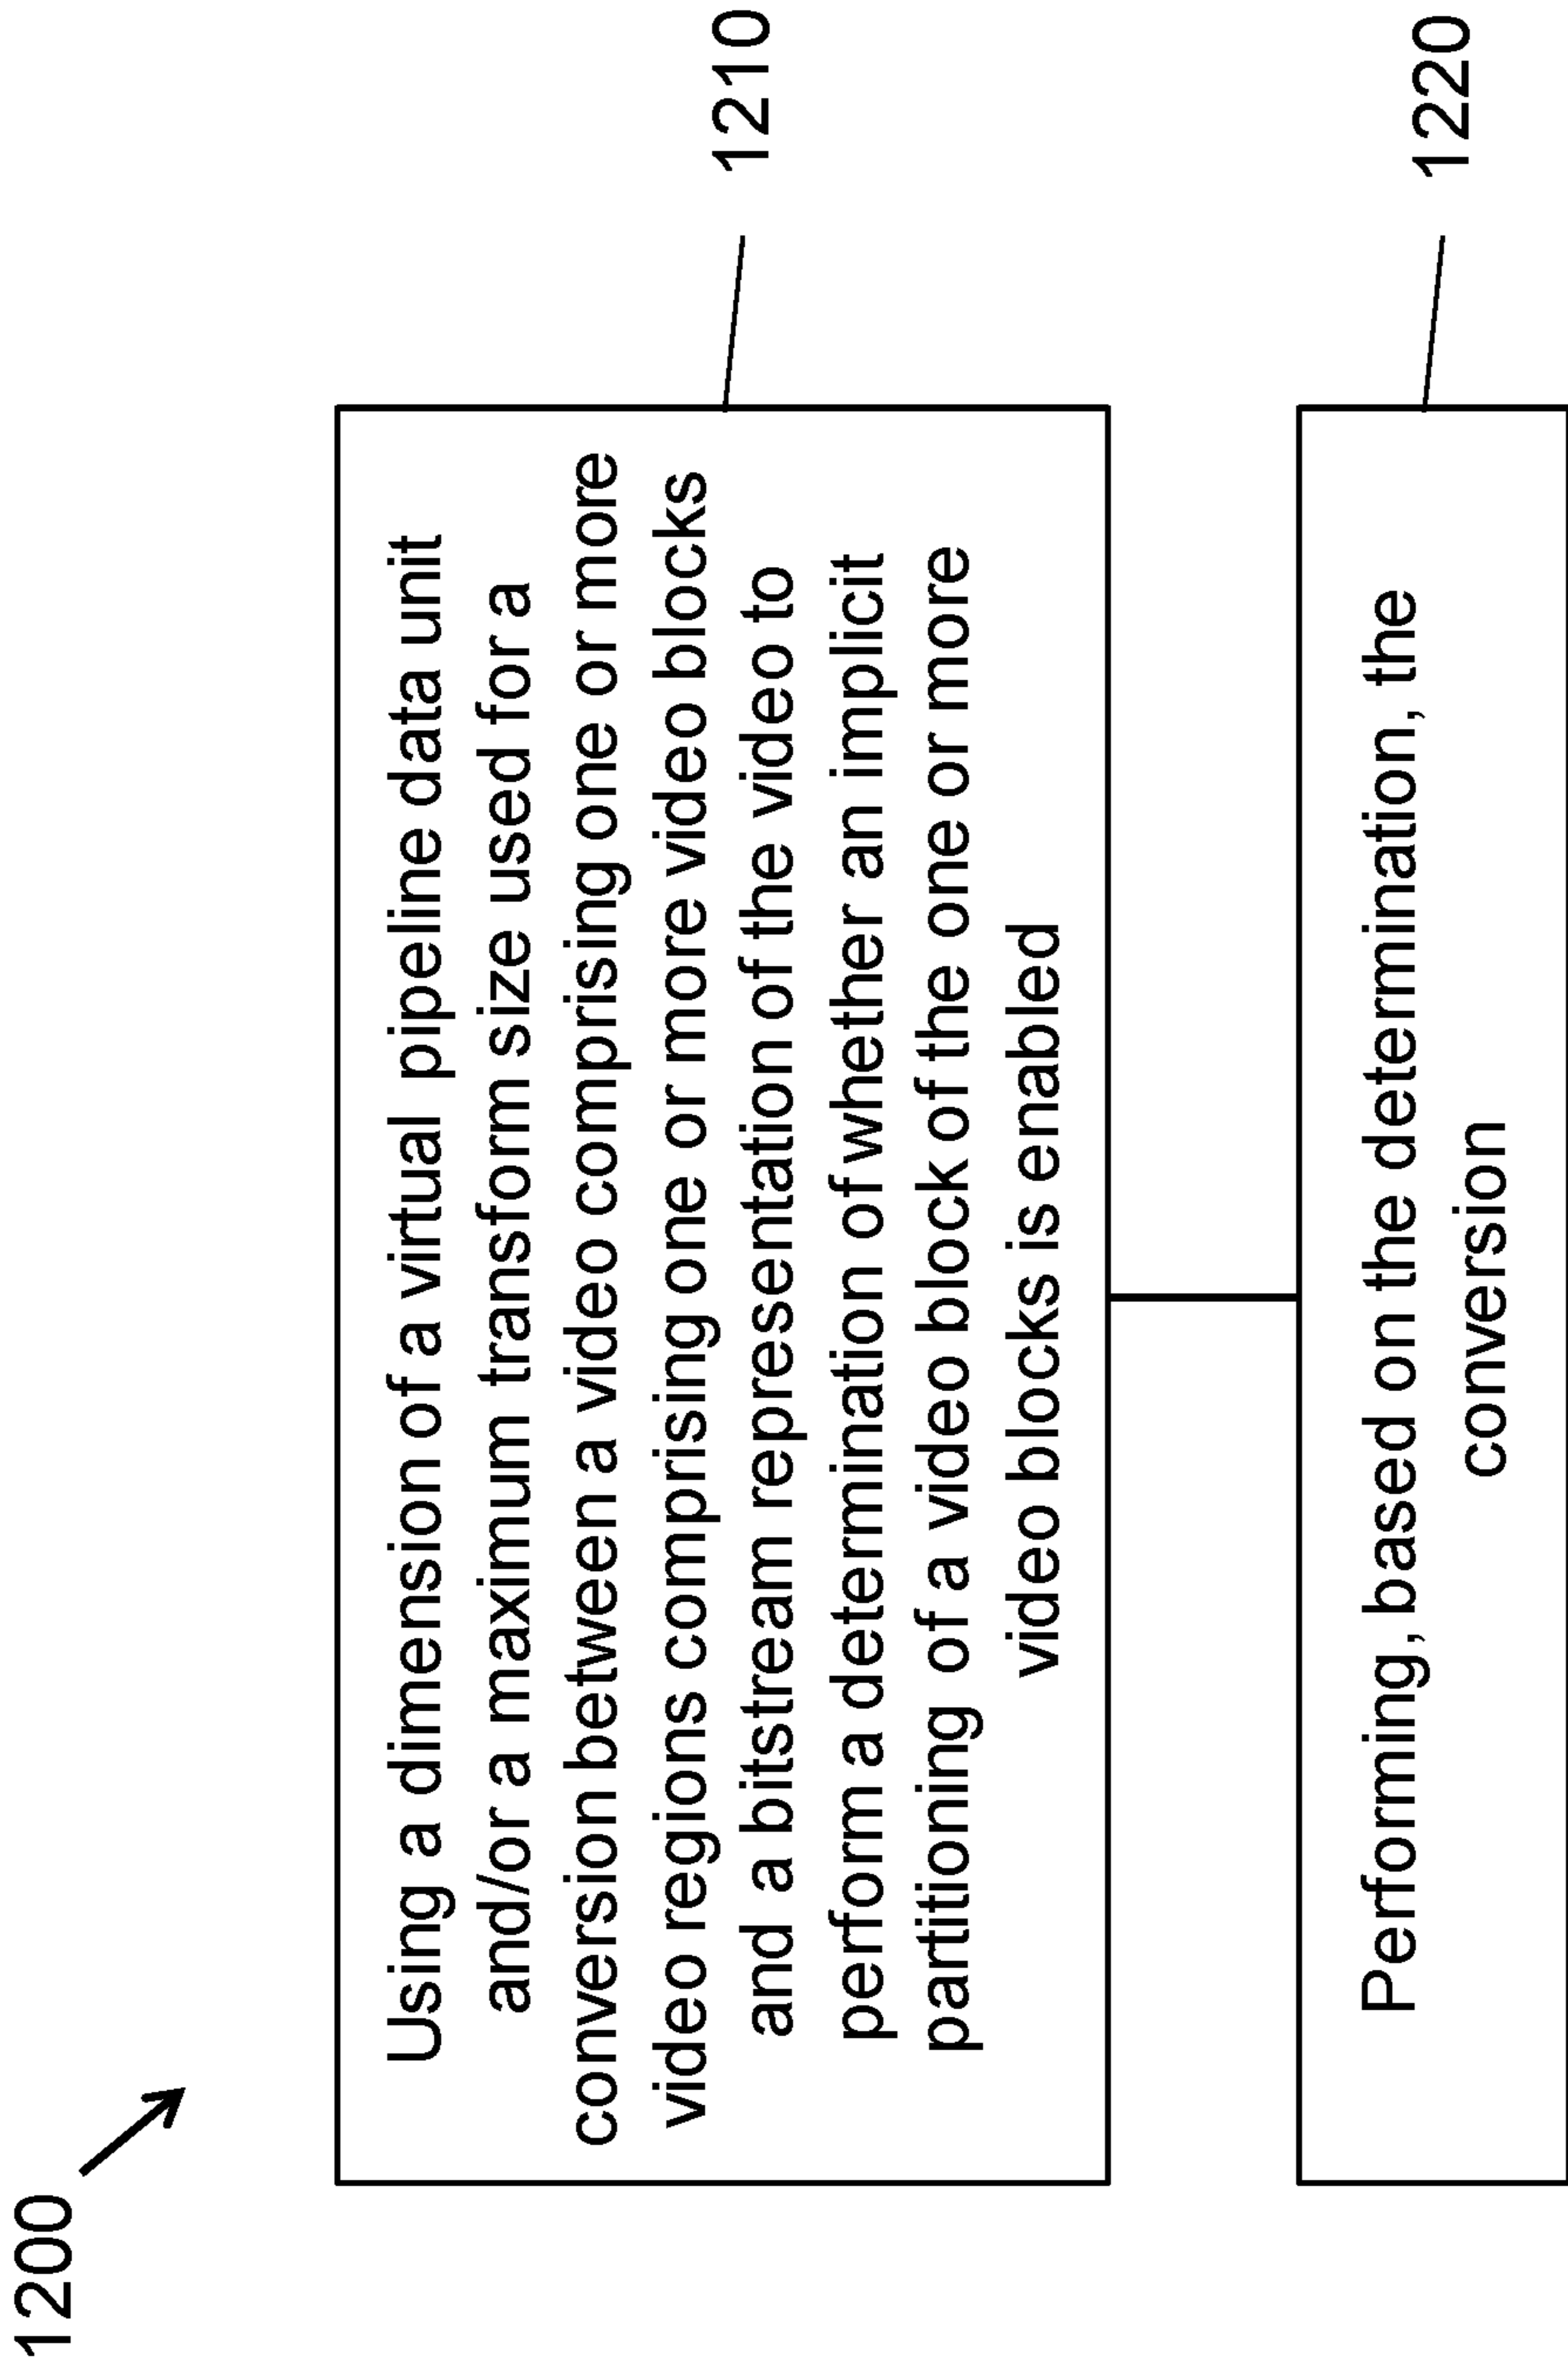 1200
Using a dimension of a virtual pipeline data unit
and/or a maximum transform size used for a
conversion between a video comprising one or more
video regions comprising one or more video blocks
and a bitstream representation of the video to
perform a determination of whether an implicit
partitioning of a video block of the one or more
video blocks is enabled
1210
Performing, based on the determination, the
conversion
1220